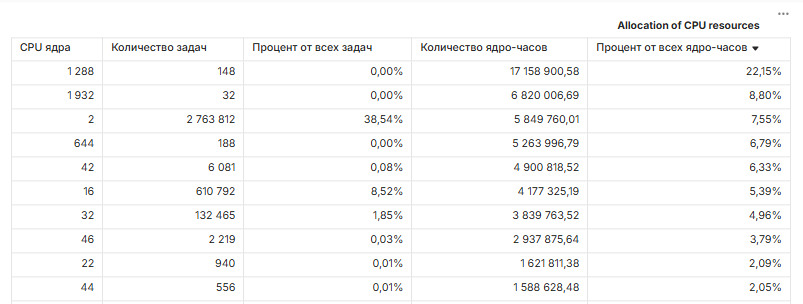 ...
Allocation of CPU resources
CPU ядра Количество задач Процент от всех задач Количество ядро-часов Процент от всех ядро-часов ▼
1 288 148 0,00% 17 158 900,58 22,15%
1 932 32 0,00% 6 820 006,69 8,80%
2 2 763 812 38,54% 5 849 760,01 7,55%
644 188 0,00% 5 263 996,79 6,79%
42 6 081 0,08% 4 900 818,52 6,33%
16 610 792 8,52% 4 177 325,19 5,39%
32 132 465 1,85% 3 839 763,52 4,96%
46 2 219 0,03% 2 937 875,64 3,79%
22 940 0,01% 1 621 811,38 2,09%
44 556 0,01% 1 588 628,48 2,05%